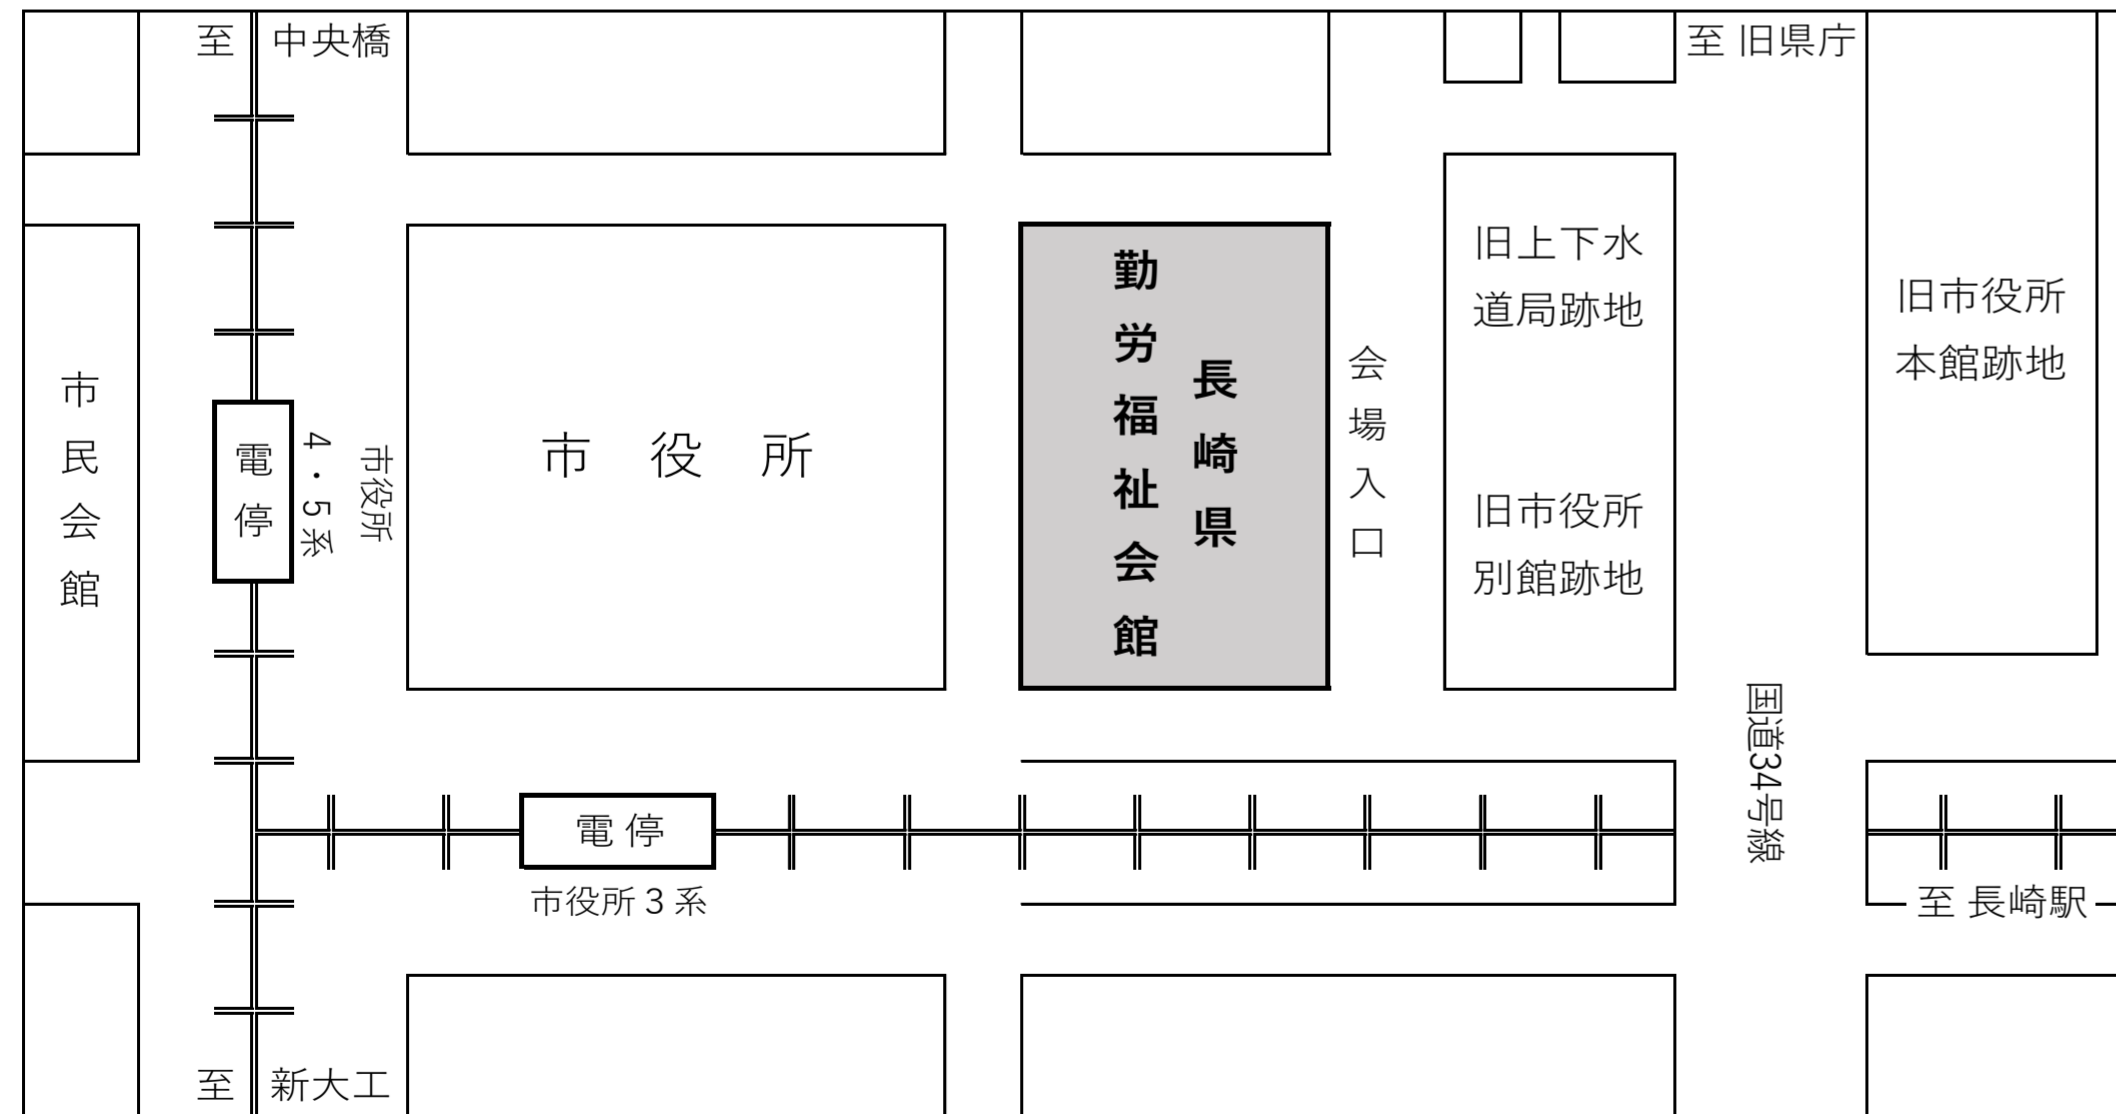 至 中央橋
至 旧県庁
市民会館
電停
4・5系
市役所
市 役 所
長崎県
勤労福祉会館
会場入口
旧上下水
道局跡地
旧市役所
別館跡地
旧市役所
本館跡地
国道34号線
電停
市役所3系
至 長崎駅
至 新大工